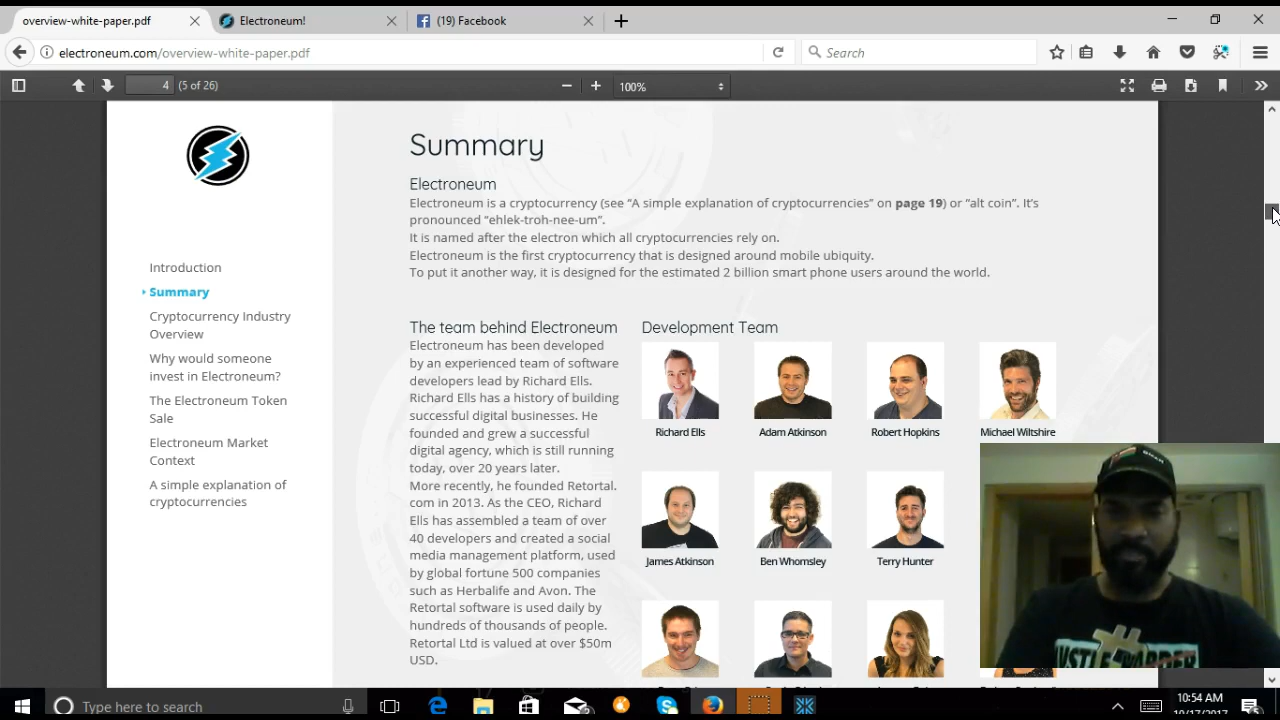 overview-white-paper.pdf
Electroneum!
(19) Facebook
electroneum.com/overview-white-paper.pdf
Search
4 (5 of 26)
100%
Summary
Electroneum
Electroneum is a cryptocurrency (see “A simple explanation of cryptocurrencies” on page 19) or “alt coin”. It’s
pronounced “ehlek-troh-nee-um”.
It is named after the electron which all cryptocurrencies rely on.
Electroneum is the first cryptocurrency that is designed around mobile ubiquity.
To put it another way, it is designed for the estimated 2 billion smart phone users around the world.
Introduction
Summary
Cryptocurrency Industry
Overview
Why would someone
invest in Electroneum?
The Electroneum Token
Sale
Electroneum Market
Context
A simple explanation of
cryptocurrencies
The team behind Electroneum
Electroneum has been developed
by an experienced team of software
developers lead by Richard Ells.
Richard Ells has a history of building
successful digital businesses. He
founded and grew a successful
digital agency, which is still running
today, over 20 years later.
More recently, he founded Retortal.
com in 2013. As the CEO, Richard
Ells has assembled a team of over
40 developers and created a social
media management platform, used
by global fortune 500 companies
such as Herbalife and Avon. The
Retortal software is used daily by
hundreds of thousands of people.
Retortal Ltd is valued at over $50m
USD.
Development Team
Richard Ells
Adam Atkinson
Robert Hopkins
Michael Wiltshire
James Atkinson
Ben Whomsley
Terry Hunter
Type here to search
10:54 AM
10/17/2017